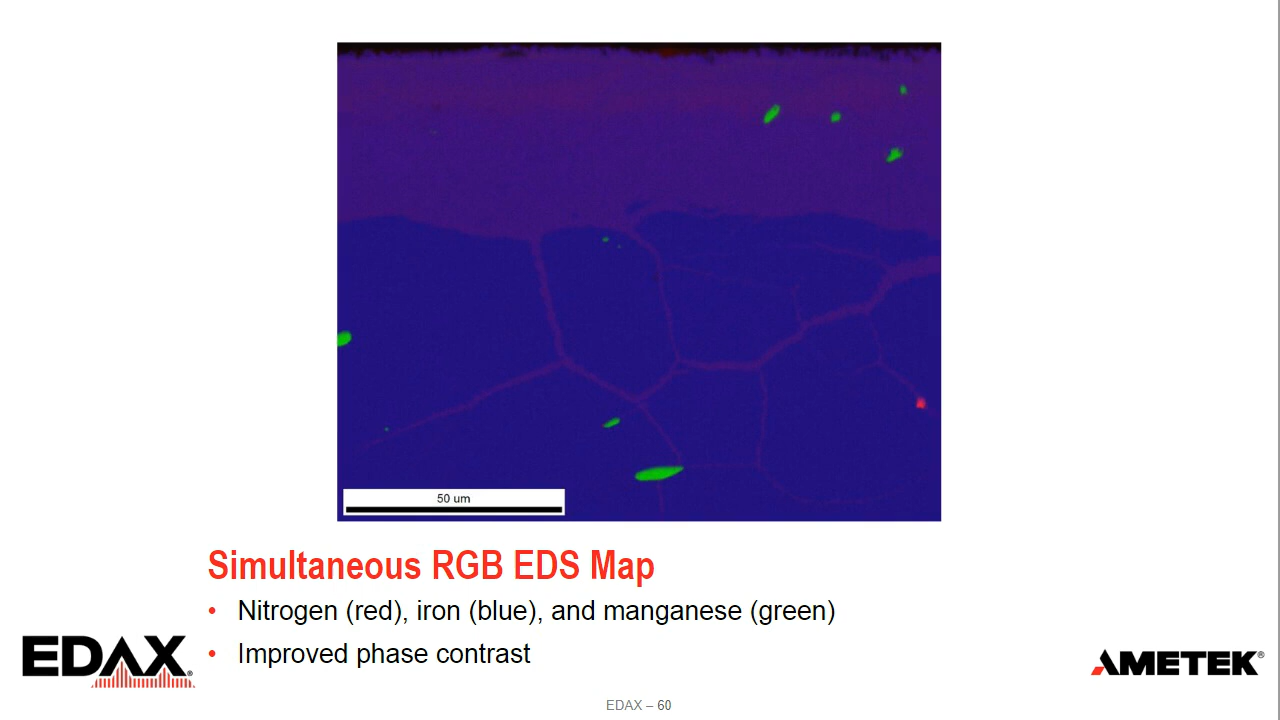 50 um
Simultaneous RGB EDS Map
• Nitrogen (red), iron (blue), and manganese (green)
• Improved phase contrast
EDAX®
AMETEK®
EDAX – 60